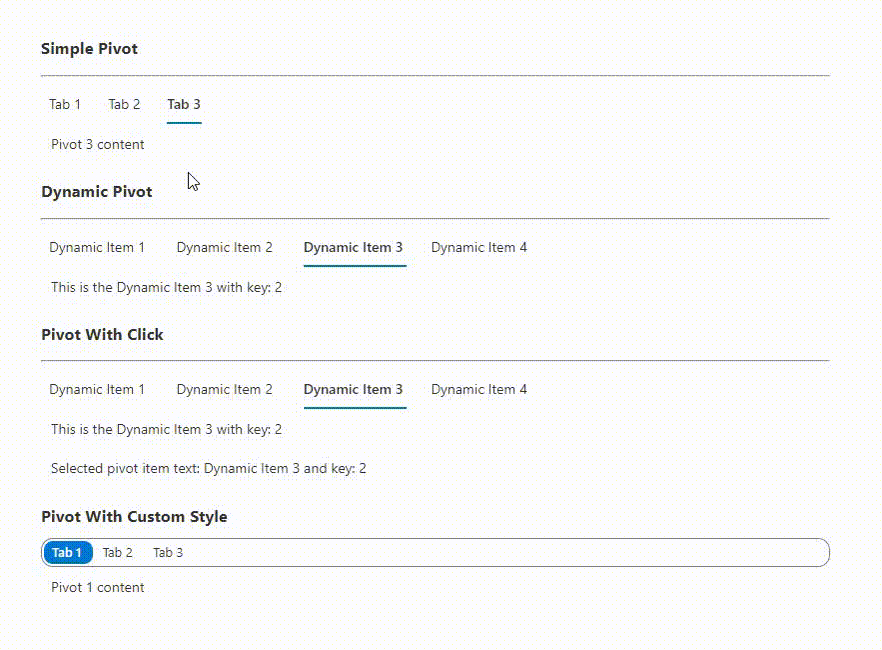 Simple Pivot
Tab 1 Tab 2 Tab 3
Pivot 3 content
Dynamic Pivot
Dynamic Item 1 Dynamic Item 2 Dynamic Item 3 Dynamic Item 4
This is the Dynamic Item 3 with key: 2
Pivot With Click
Dynamic Item 1 Dynamic Item 2 Dynamic Item 3 Dynamic Item 4
This is the Dynamic Item 3 with key: 2
Selected pivot item text: Dynamic Item 3 and key: 2
Pivot With Custom Style
Tab 1 Tab 2 Tab 3
Pivot 1 content